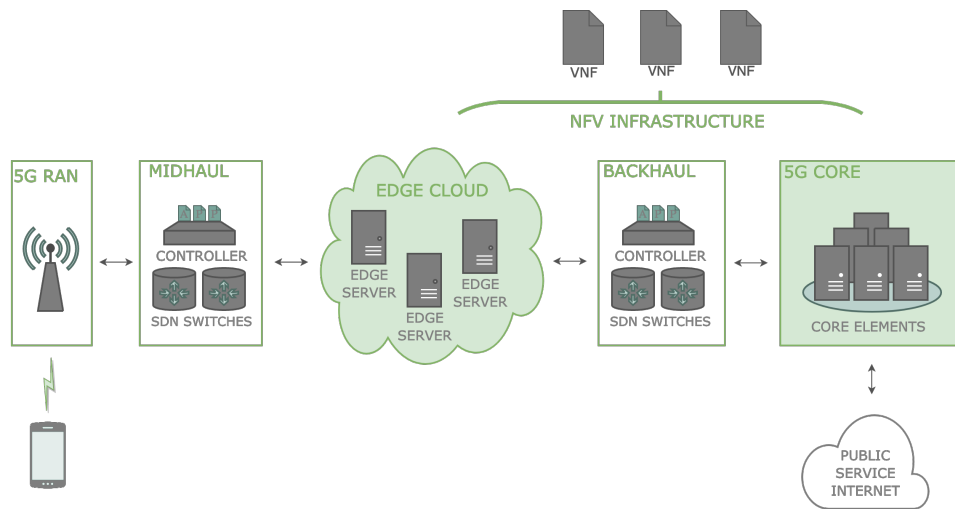 VNF
VNF
VNF
NFV INFRASTRUCTURE
5G RAN
MIDHAUL
A P P
CONTROLLER
SDN SWITCHES
EDGE CLOUD
EDGE
SERVER
EDGE
SERVER
EDGE
SERVER
BACKHAUL
A P P
CONTROLLER
SDN SWITCHES
5G CORE
CORE ELEMENTS
PUBLIC
SERVICE
INTERNET